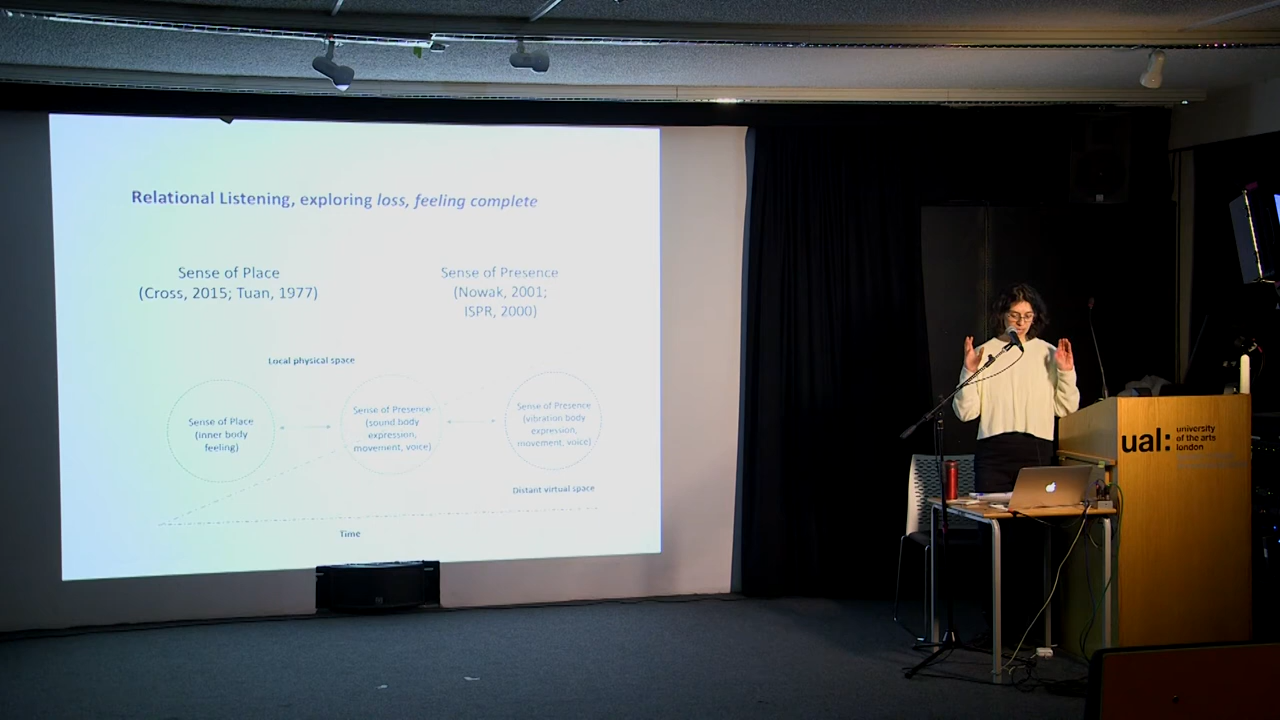 Relational Listening, exploring loss, feeling complete
Sense of Place
(Cross, 2015; Tuan, 1977)
Sense of Presence
(Nowak, 2001;
ISPR, 2000)
Local physical space
Sense of Place
(inner body
feeling)
Sense of Presence
(sound body
expression,
movement, voice)
Sense of Presence
(vibration body
expression,
movement, voice)
Distant virtual space
Time
ual:
university
of the arts
london